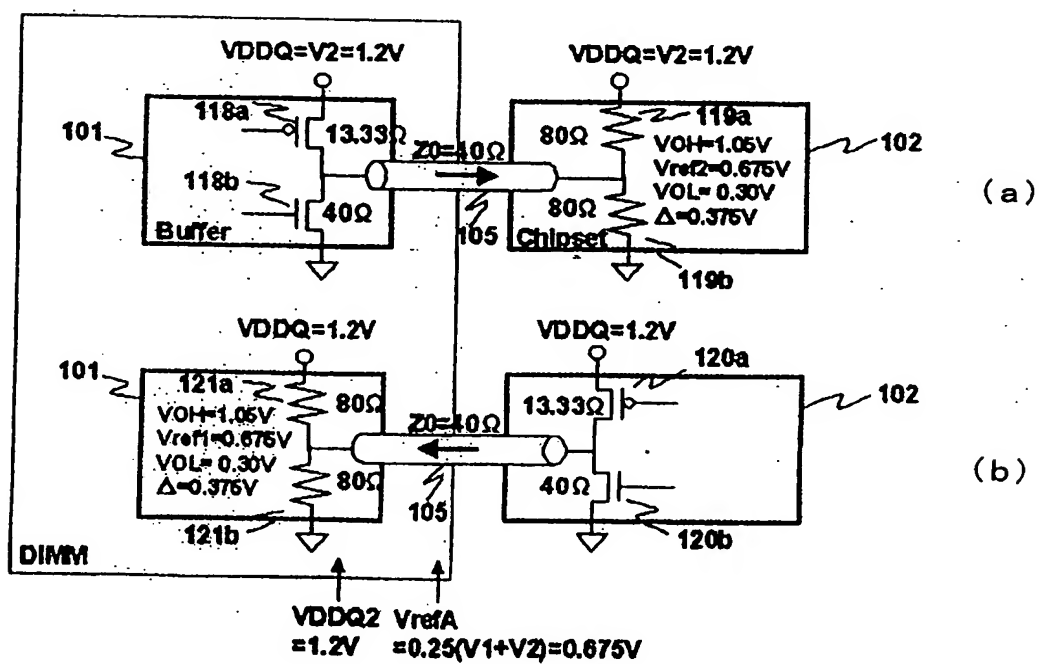 VDDQ=V2=1.2V
118a
101
13.33Ω
118b
40Ω
Buffer
Z0=40Ω
105
VDDQ=V2=1.2V
119a
80Ω
VOH=1.05V
Vref2=0.675V
VOL= 0.30V
Δ=0.375V
80Ω
Chipset
119b
102
(a)
VDDQ=1.2V
101
121a
80Ω
VOH=1.05V
Vref1=0.675V
VOL= 0.30V
Δ=0.375V
80Ω
121b
Z0=40Ω
105
VDDQ=1.2V
120a
13.33Ω
40Ω
120b
102
(b)
DIMM
VDDQ2
=1.2V
VrefA
=0.25(V1+V2)=0.675V